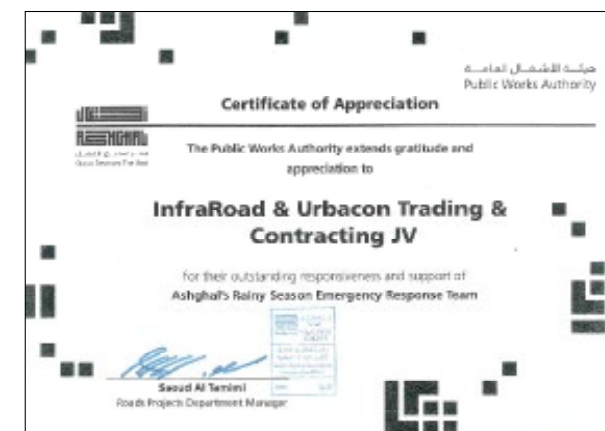 هيئة الأشغال العامة
Public Works Authority
Certificate of Appreciation
ASHGHAL
The Public Works Authority extends gratitude and
appreciation to
InfraRoad & Urbacon Trading &
Contracting JV
for their outstanding responsiveness and support of
Ashghal's Rainy Season Emergency Response Team
Saoud Al Tamimi
Roads Projects Department Manager